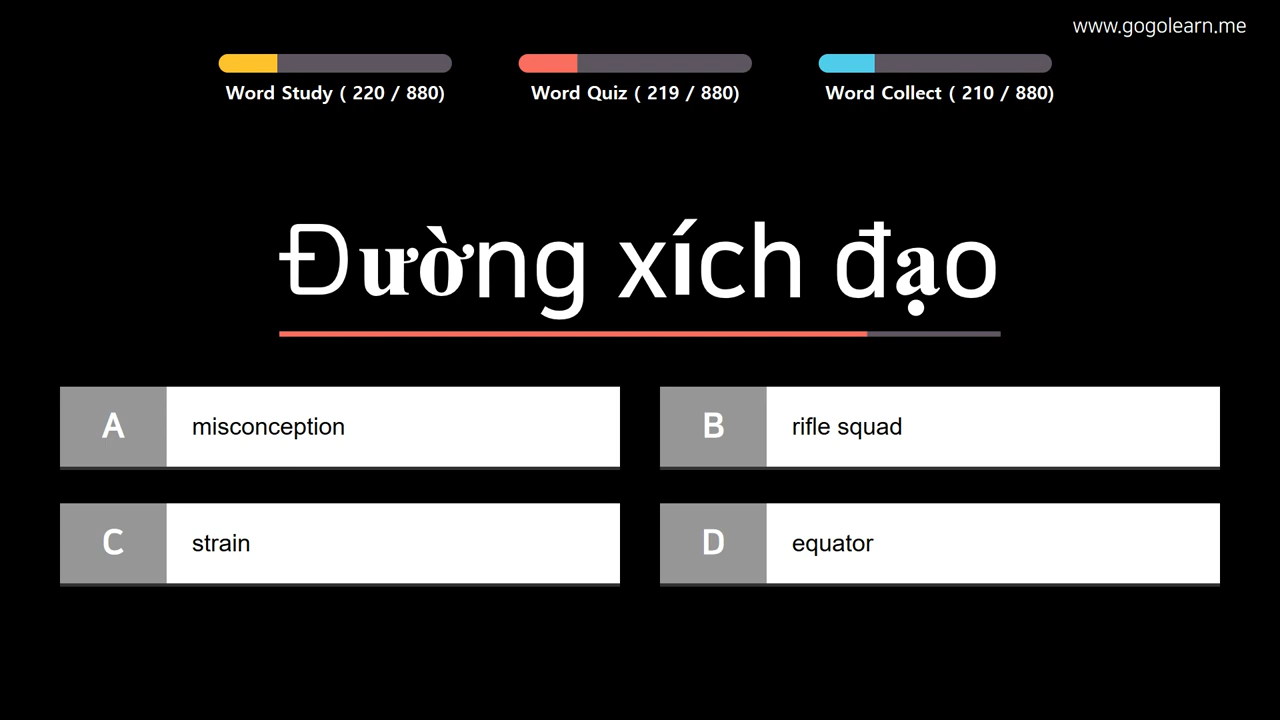 www.gogolearn.me
Word Study ( 220 / 880)
Word Quiz ( 219 / 880)
Word Collect ( 210 / 880)
Đường xích đạo
A misconception
B rifle squad
C strain
D equator